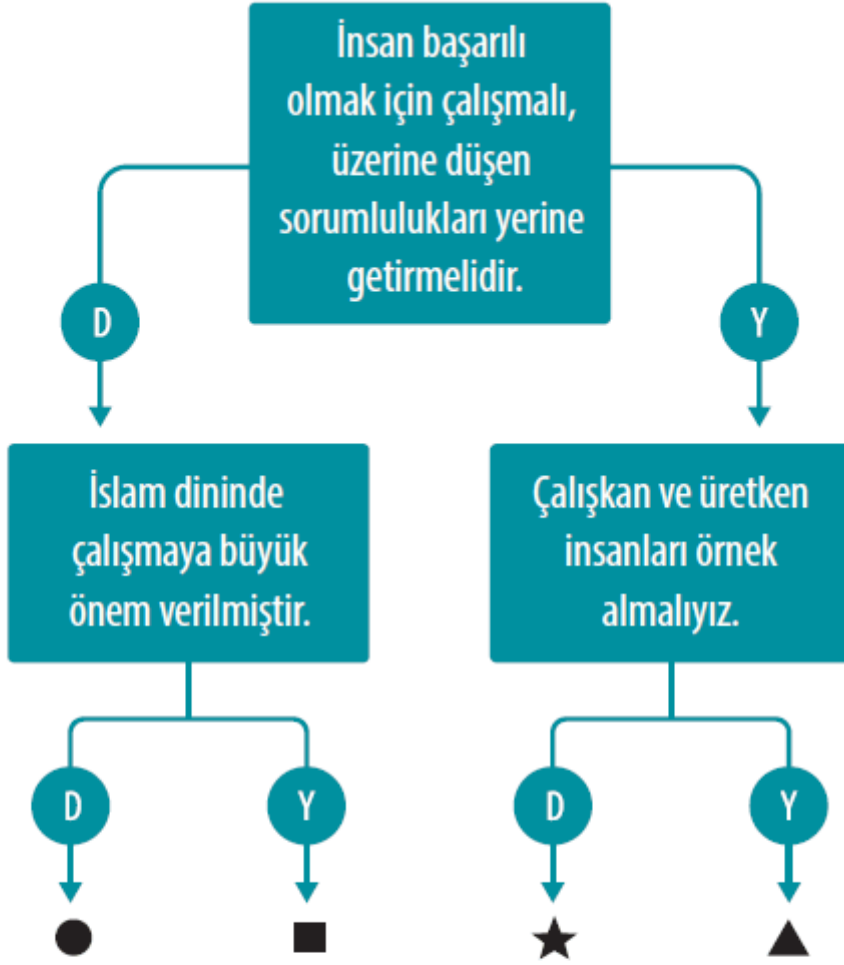 İnsan başarılı
olmak için çalışmalı,
üzerine düşen
sorumlulukları yerine
getirmelidir.
D
Y
İslam dininde
çalışmaya büyük
önem verilmiştir.
Çalışkan ve üretken
insanları örnek
almalıyız.
D
Y
D
Y